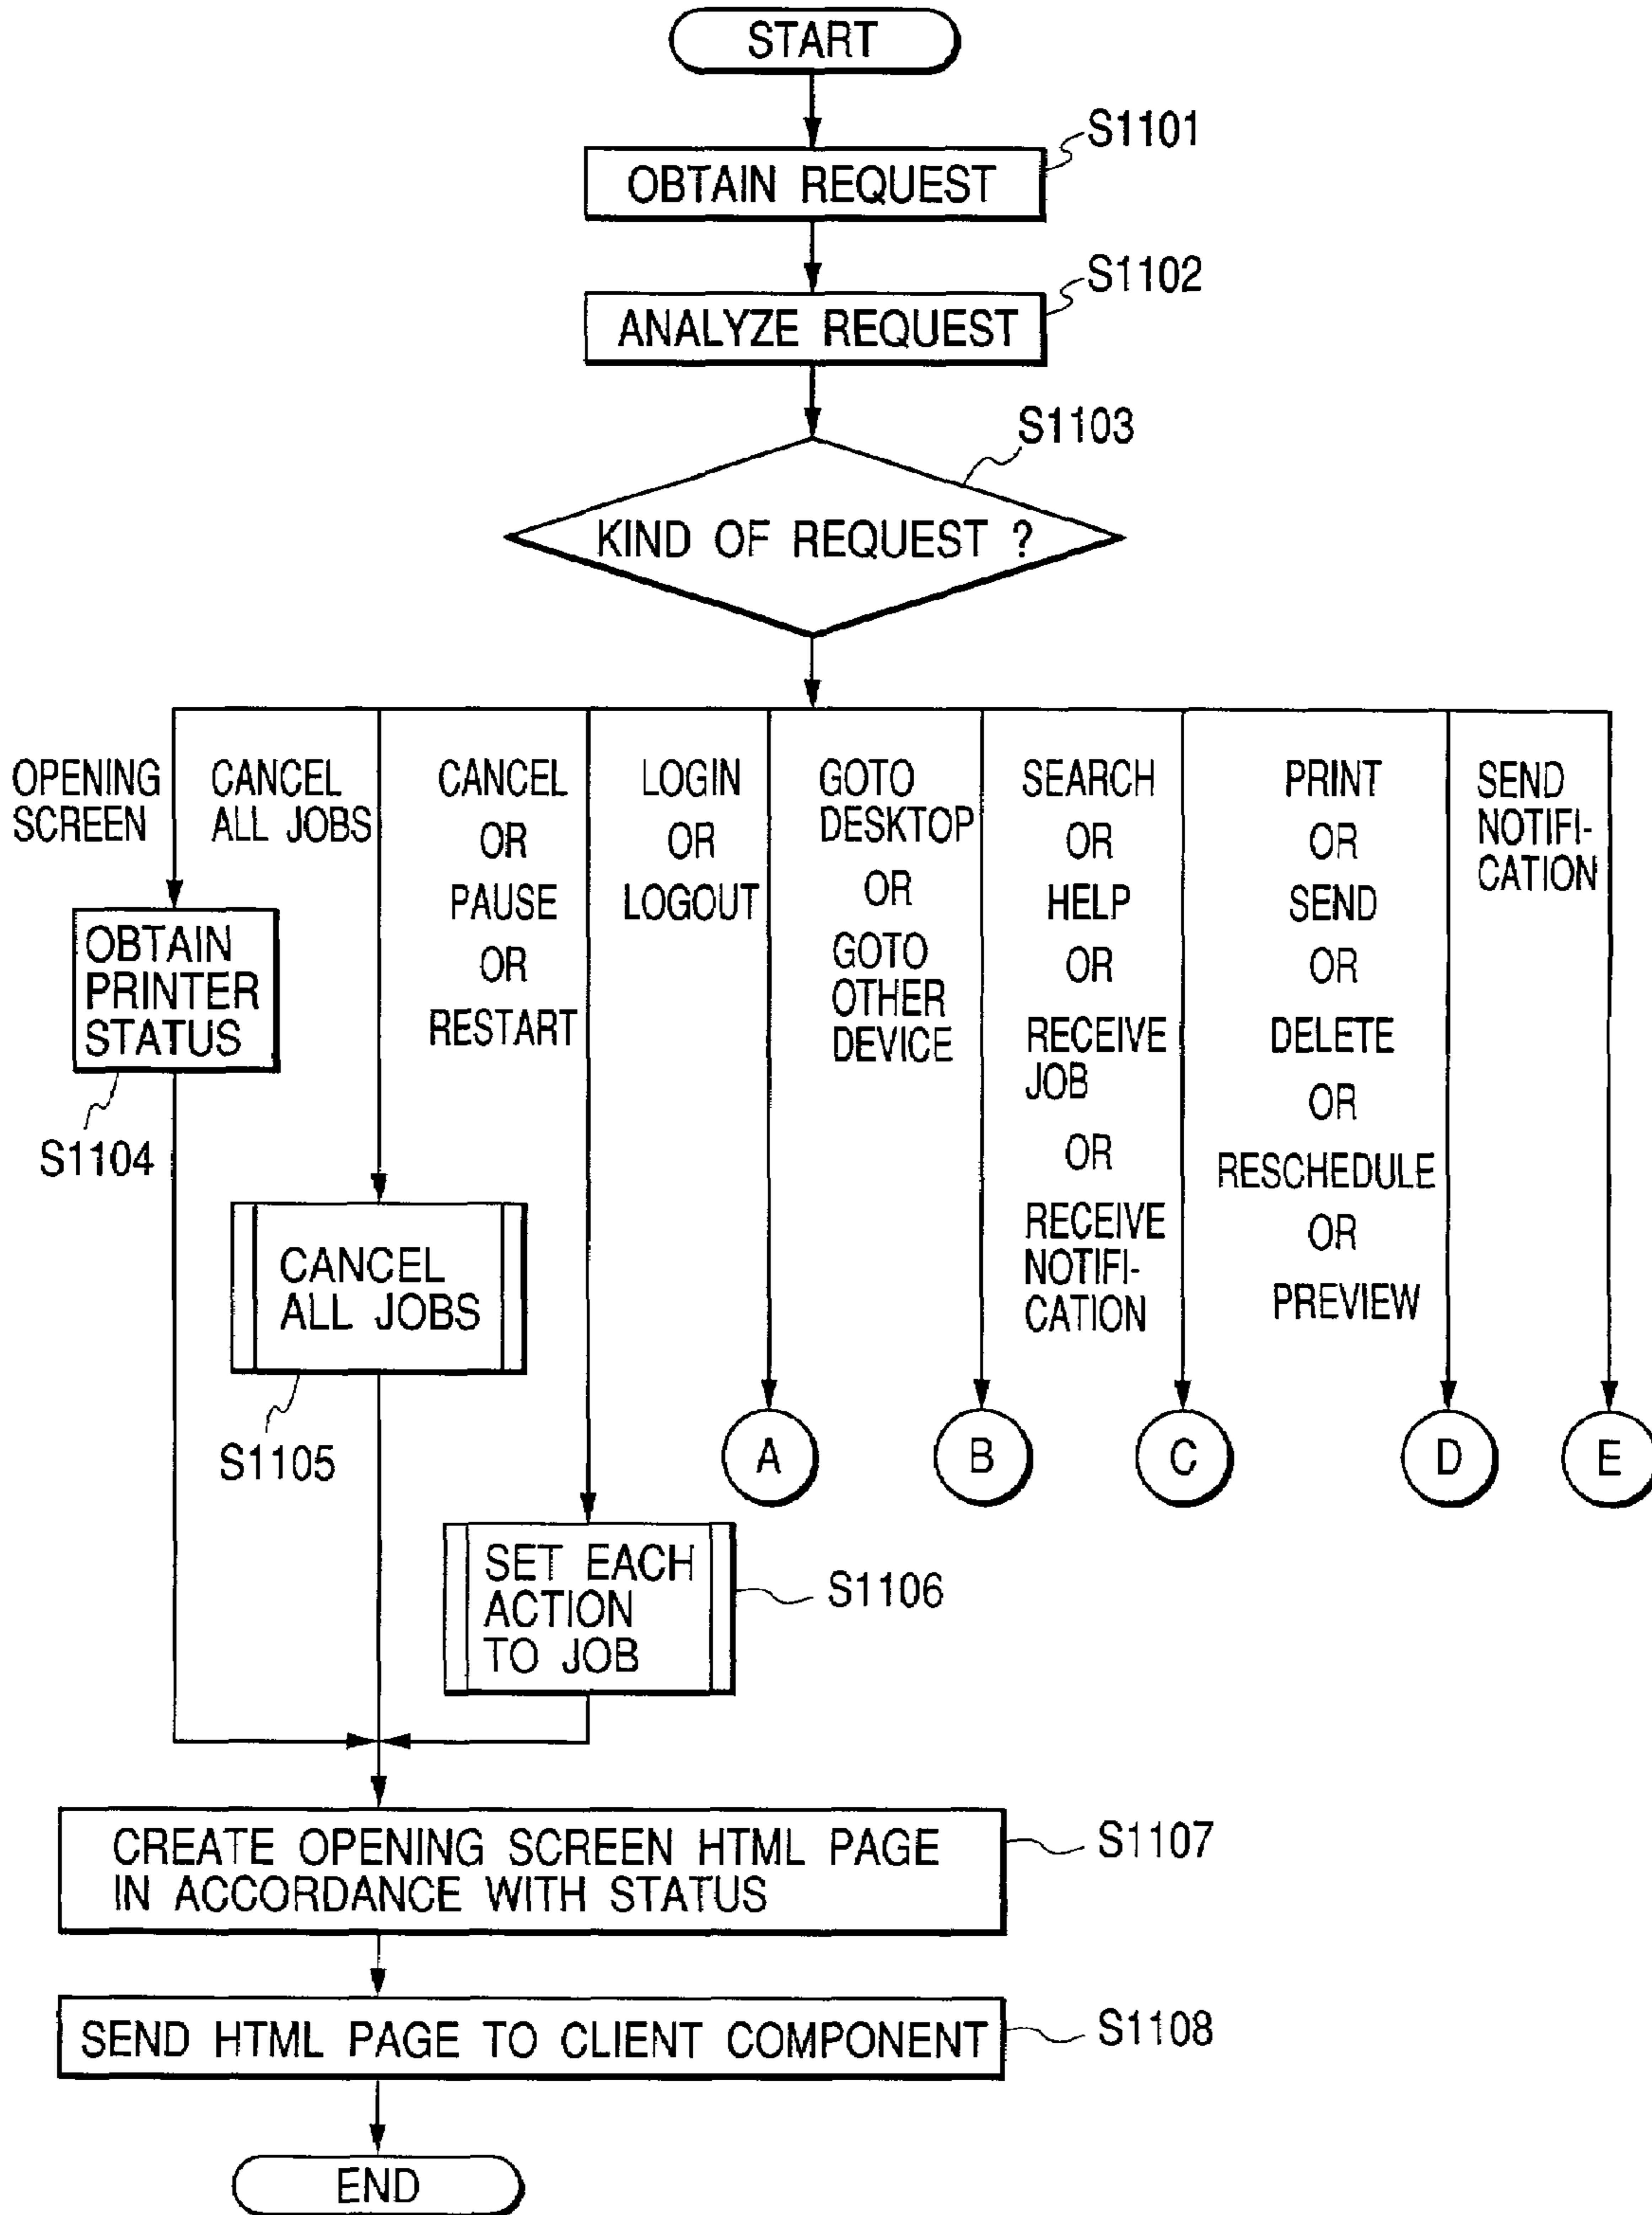 START
S1101
OBTAIN REQUEST
S1102
ANALYZE REQUEST
S1103
KIND OF REQUEST ?
OPENING
SCREEN
CANCEL
ALL JOBS
CANCEL
OR
PAUSE
OR
RESTART
LOGIN
OR
LOGOUT
GOTO
DESKTOP
OR
GOTO
OTHER
DEVICE
SEARCH
OR
HELP
OR
RECEIVE
JOB
OR
RECEIVE
NOTIFI-
CATION
PRINT
OR
SEND
OR
DELETE
OR
RESCHEDULE
OR
PREVIEW
SEND
NOTIFI-
CATION
OBTAIN
PRINTER
STATUS
S1104
CANCEL
ALL JOBS
S1105
A
B
C
D
E
SET EACH
ACTION
TO JOB
S1106
CREATE OPENING SCREEN HTML PAGE
IN ACCORDANCE WITH STATUS
S1107
SEND HTML PAGE TO CLIENT COMPONENT
S1108
END